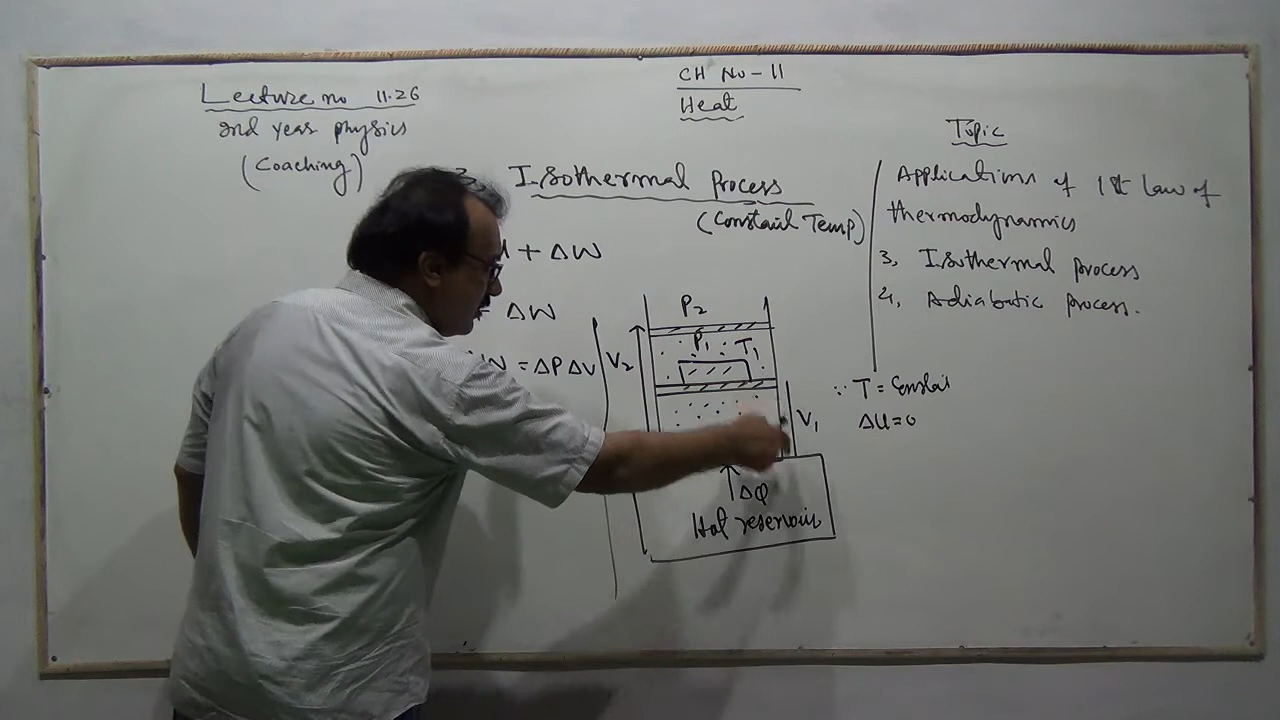 Lecture no 11.26
2nd year physics
(Coaching)
CH No - 11
Heat
Topic
Applications of 1st Law of
thermodynamics
3, Isothermal process
4, Adiabatic process.
3, Isothermal Process
(Constant Temp)
+ ΔW
ΔW
W = ΔP ΔV
P2
P1
T1
V2
V1
ΔQ
Hot reservoir
∵ T = Constant
ΔU = 0